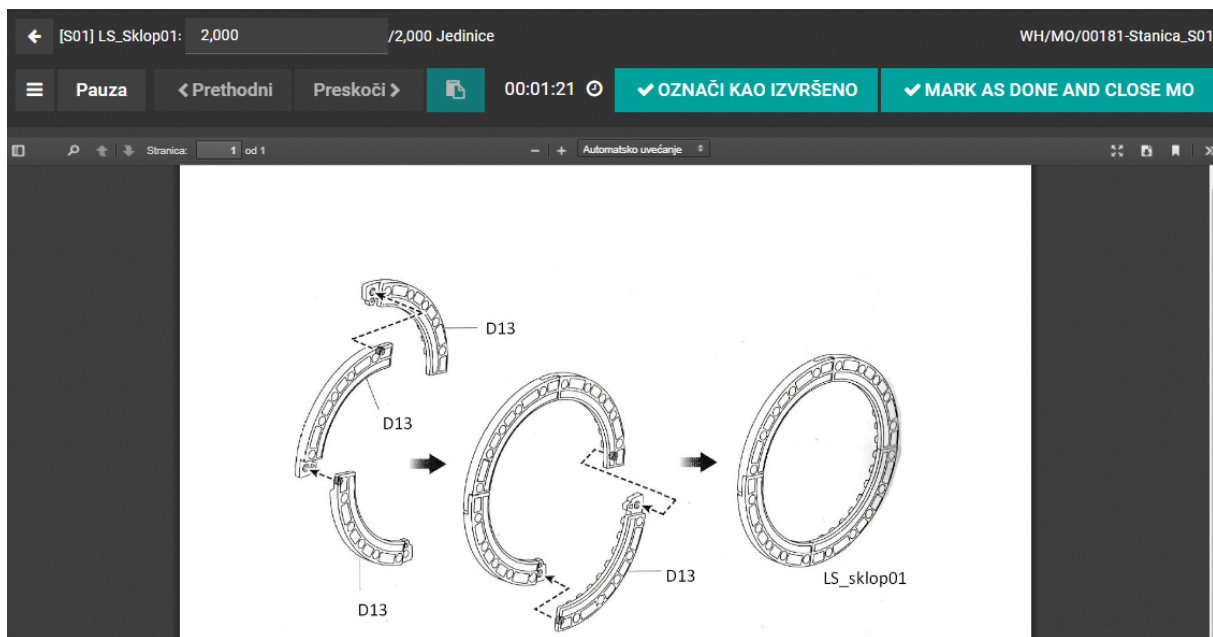 [S01] LS_Sklop01: 2,000 /2,000 Jedinice WH/MO/00181-Stanica_S01
Pauza Prethodni Preskoči 00:01:21 OZNAČI KAO IZVRŠENO MARK AS DONE AND CLOSE MO
Stranica: 1 od 1 Automatsko uvećanje
D13
D13
D13
D13
LS_sklop01